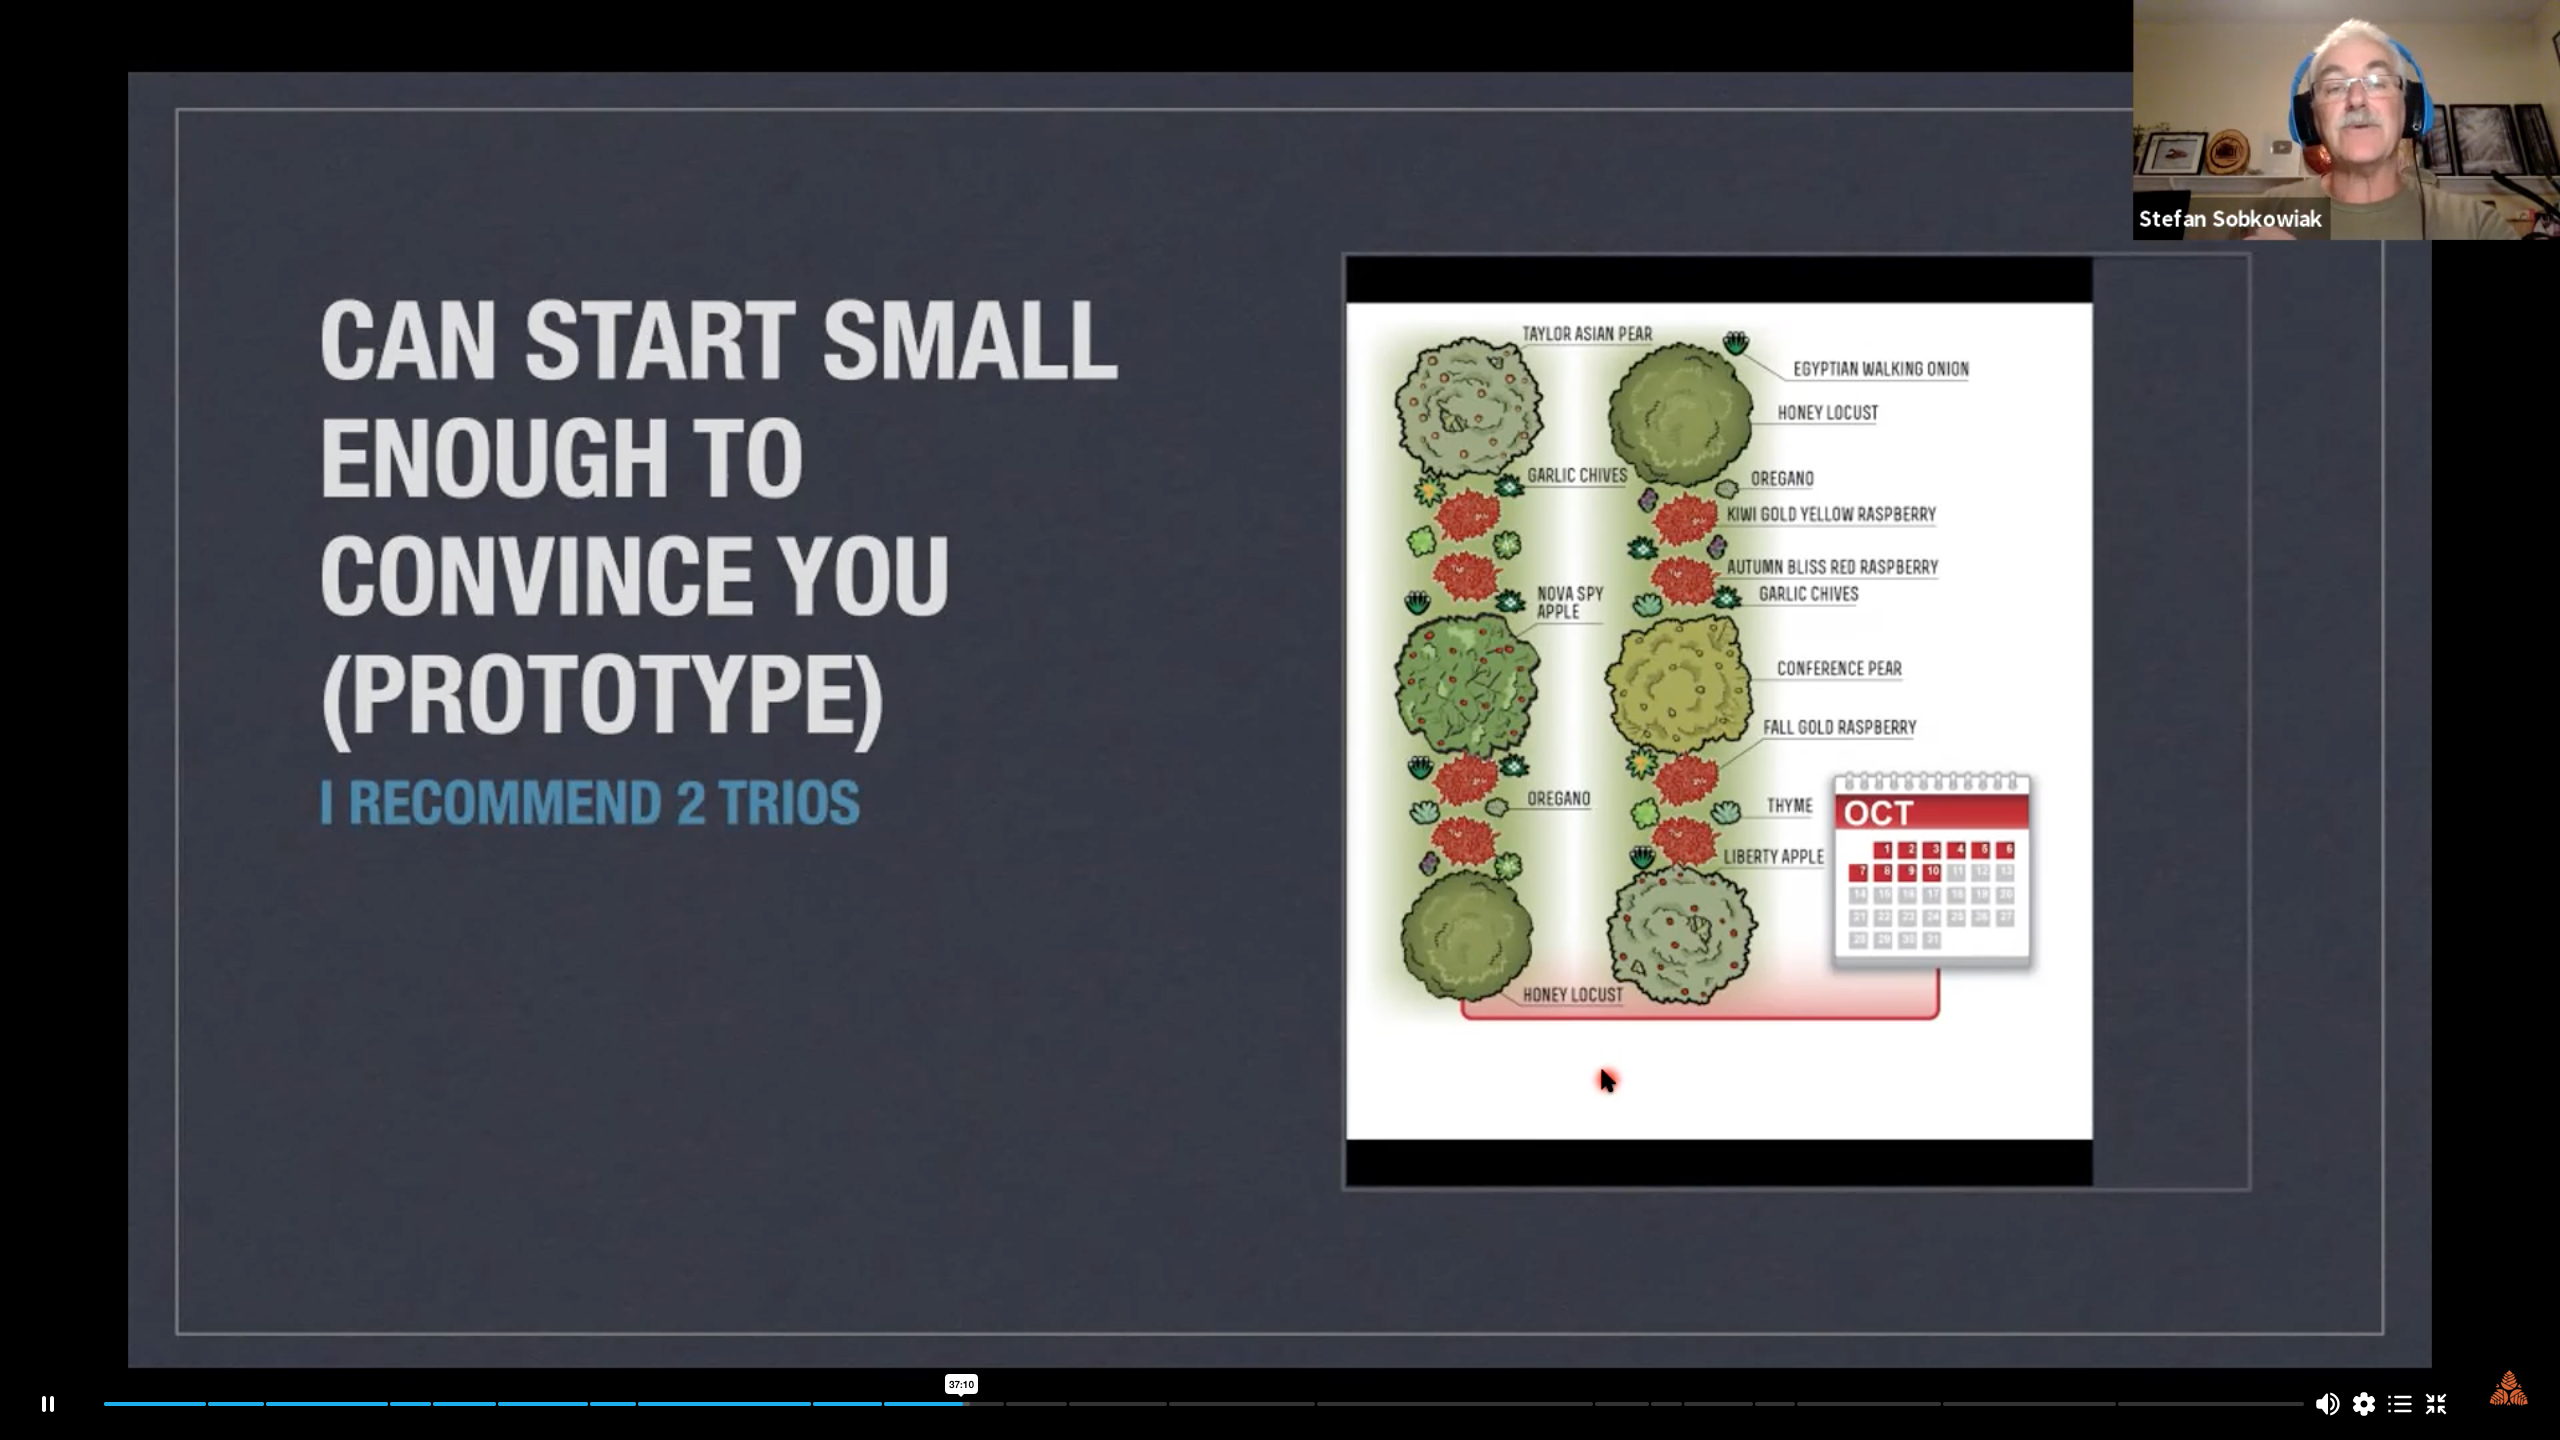 Stefan Sobkowiak
CAN START SMALL
ENOUGH TO
CONVINCE YOU
(PROTOTYPE)
I RECOMMEND 2 TRIOS
TAYLOR ASIAN PEAR
EGYPTIAN WALKING ONION
HONEY LOCUST
GARLIC CHIVES
OREGANO
KIWI GOLD YELLOW RASPBERRY
AUTUMN BLISS RED RASPBERRY
NOVA SPY
APPLE
GARLIC CHIVES
CONFERENCE PEAR
FALL GOLD RASPBERRY
OREGANO
THYME
LIBERTY APPLE
HONEY LOCUST
OCT
1 2 3 4 5 6
7 8 9 10 11 12 13
14 15 16 17 18 19 20
21 22 23 24 25 26 27
28 29 30 31
37:10